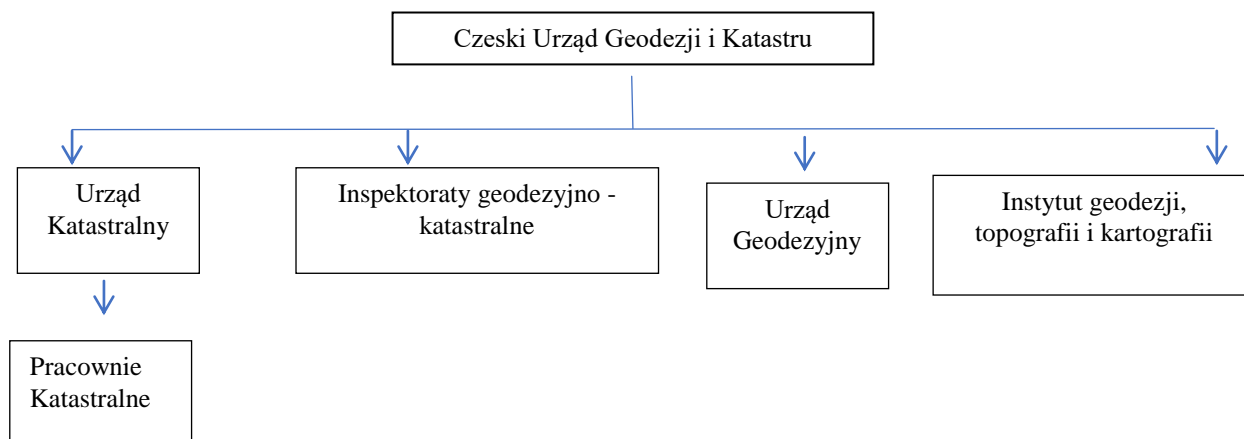 Czeski Urząd Geodezji i Katastru
Urząd
Katastralny
Inspektoraty geodezyjno -
katastralne
Urząd
Geodezyjny
Instytut geodezji,
topografii i kartografii
Pracownie
Katastralne